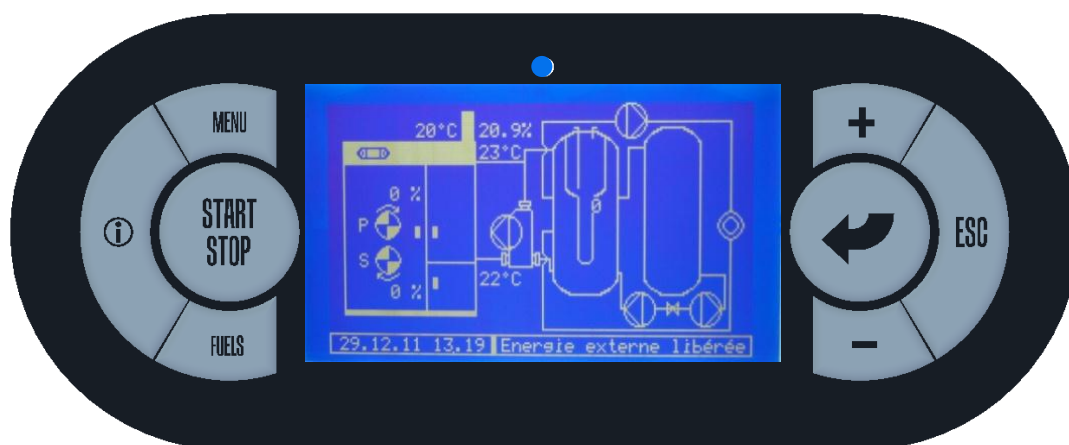 MENU
START
STOP
FUELS
20°C
20.9%
23°C
0 %
P
S
0 %
0
22°C
29.12.11 13.19
Energie externe libérée
+
ESC
−